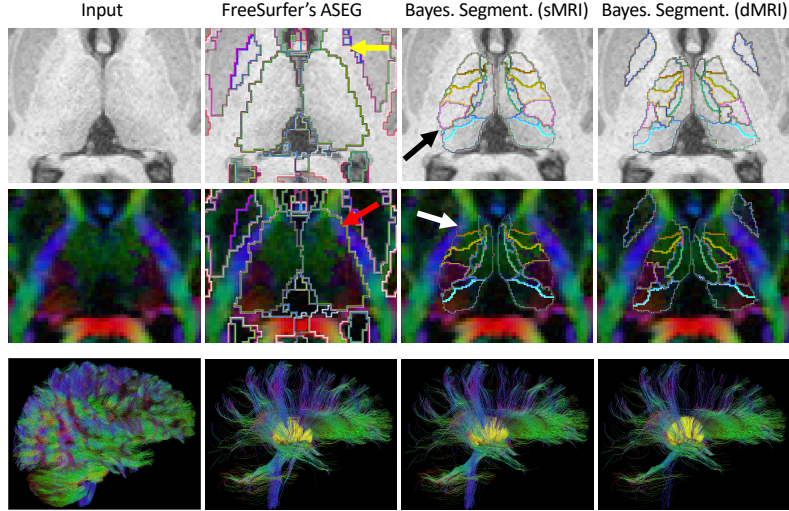 Input
FreeSurfer's ASEG
Bayes. Segment. (sMRI)
Bayes. Segment. (dMRI)